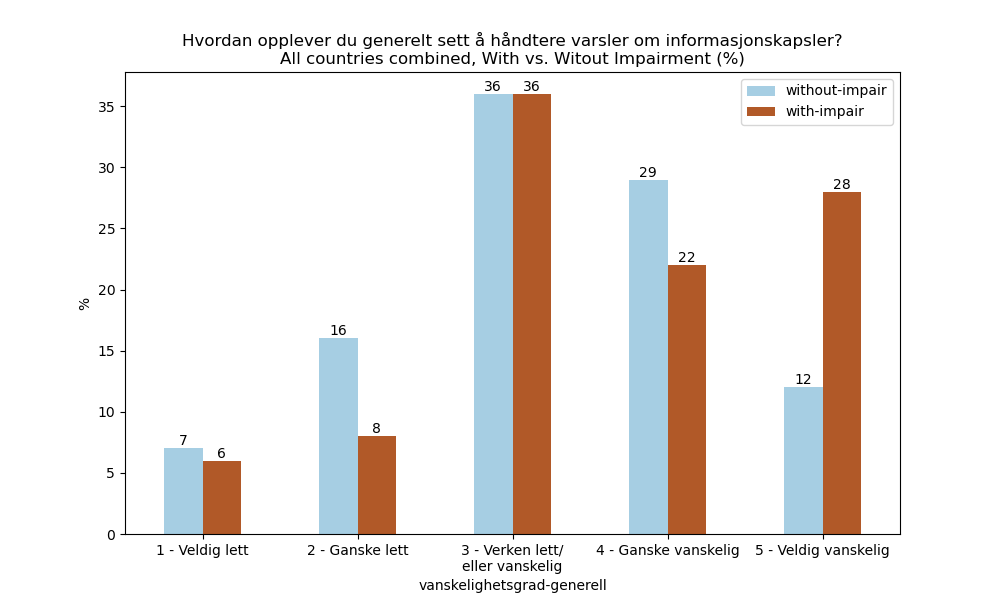 Hvordan opplever du generelt sett å håndtere varsler om informasjonskapsler?
All countries combined, With vs. Witout Impairment (%)
without-impair
with-impair
%
35
30
25
20
15
10
5
0
7
6
16
8
36
36
29
22
12
28
1 - Veldig lett
2 - Ganske lett
3 - Verken lett/
eller vanskelig
4 - Ganske vanskelig
5 - Veldig vanskelig
vanskelighetsgrad-generell